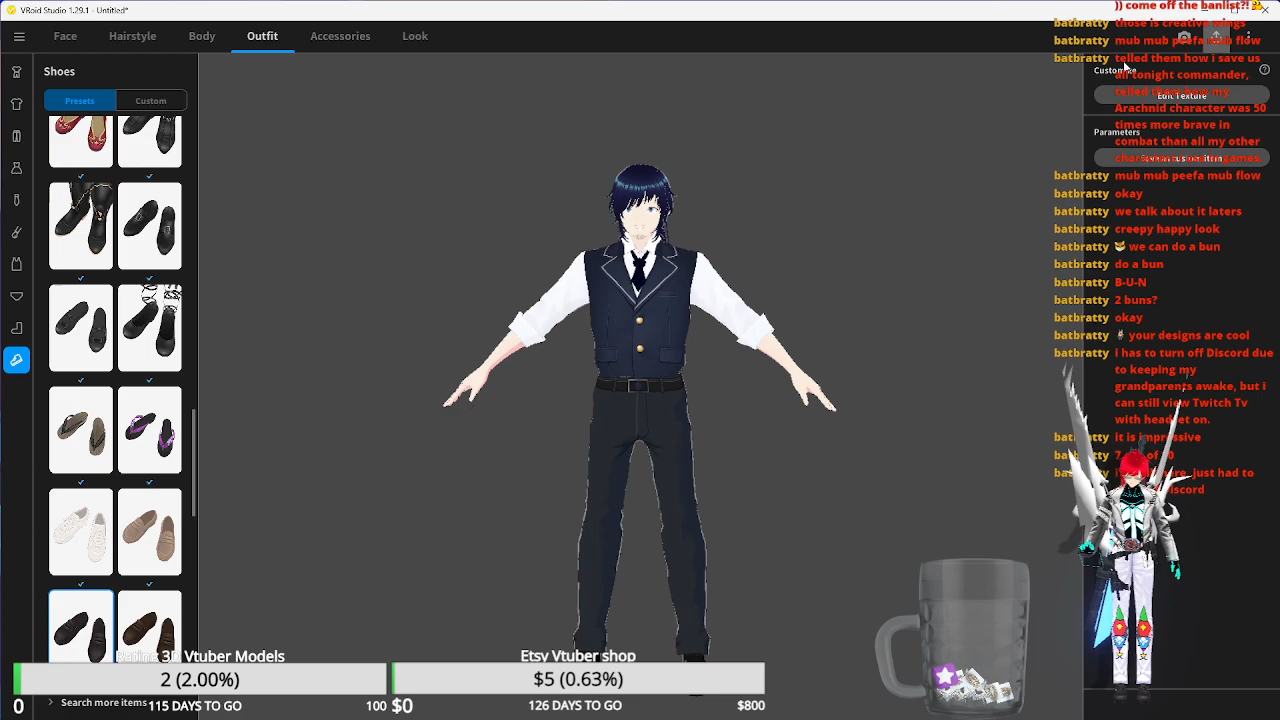 VRoid Studio 1.29.1 - Untitled*
Face
Hairstyle
Body
Outfit
Accessories
Look
Shoes
Presets
Custom
Search more items
Customize
Edit Texture
Parameters
)) come off the banlist?!
batbratty those is creative wings
batbratty mub mub peefa mub flow
batbratty telled them how i save us
all tonight commander,
telled them how my
Arachnid character was 50
times more brave in
combat than all my other
batbratty mub mub peefa mub flow
batbratty okay
batbratty we talk about it laters
batbratty creepy happy look
batbratty we can do a bun
batbratty do a bun
batbratty B-U-N
batbratty 2 buns?
batbratty okay
batbratty your designs are cool
batbratty i has to turn off Discord due
to keeping my
grandparents awake, but i
can still view Twitch Tv
with headset on.
batbratty it is impressive
just had to
3D Vtuber Models
2 (2.00%)
0
115 DAYS TO GO
100
Etsy Vtuber shop
$5 (0.63%)
$0
126 DAYS TO GO
$800